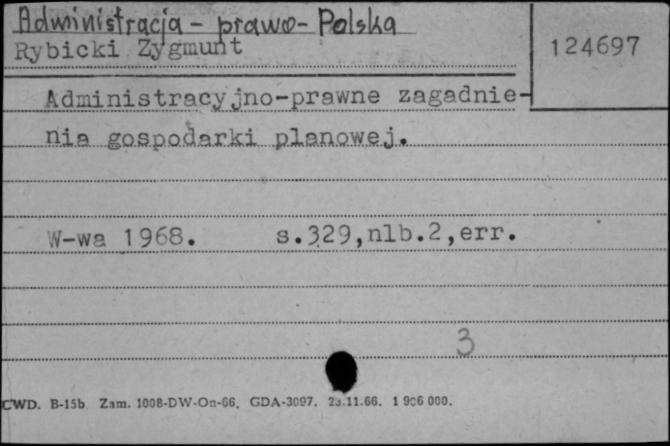 Administracja - prawo - Polska
Rybicki Zygmunt
124697
Administracyjno-prawne zagadnie-
nia gospodarki planowej.
W-wa 1968. s.329,nlb.2,err.
3
CWD. B-15b Zam. 1008-DW-On-66. GDA-3097. 23.11.66. 1 906 000.